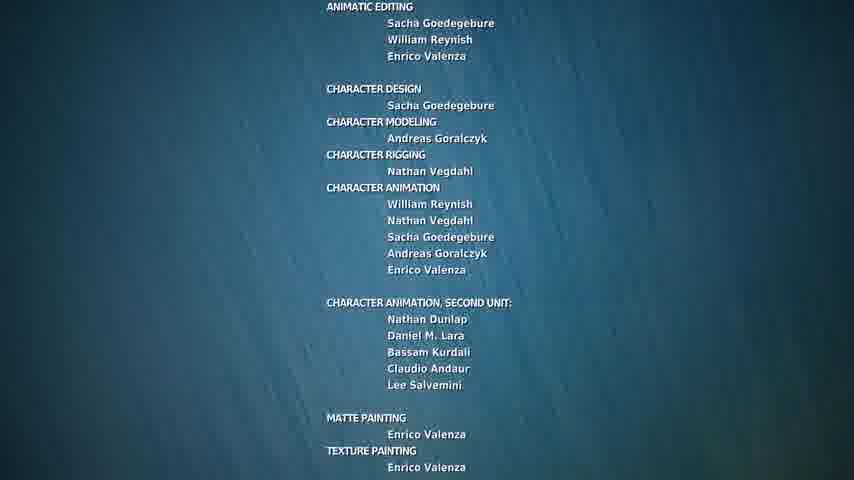 ANIMATIC EDITING
Sacha Goedegebure
William Reynish
Enrico Valenza
CHARACTER DESIGN
Sacha Goedegebure
CHARACTER MODELING
Andreas Goralczyk
CHARACTER RIGGING
Nathan Vegdahl
CHARACTER ANIMATION
William Reynish
Nathan Vegdahl
Sacha Goedegebure
Andreas Goralczyk
Enrico Valenza
CHARACTER ANIMATION, SECOND UNIT:
Nathan Dunlap
Daniel M. Lara
Bassam Kurdali
Claudio Andaur
Lee Salvemini
MATTE PAINTING
Enrico Valenza
TEXTURE PAINTING
Enrico Valenza